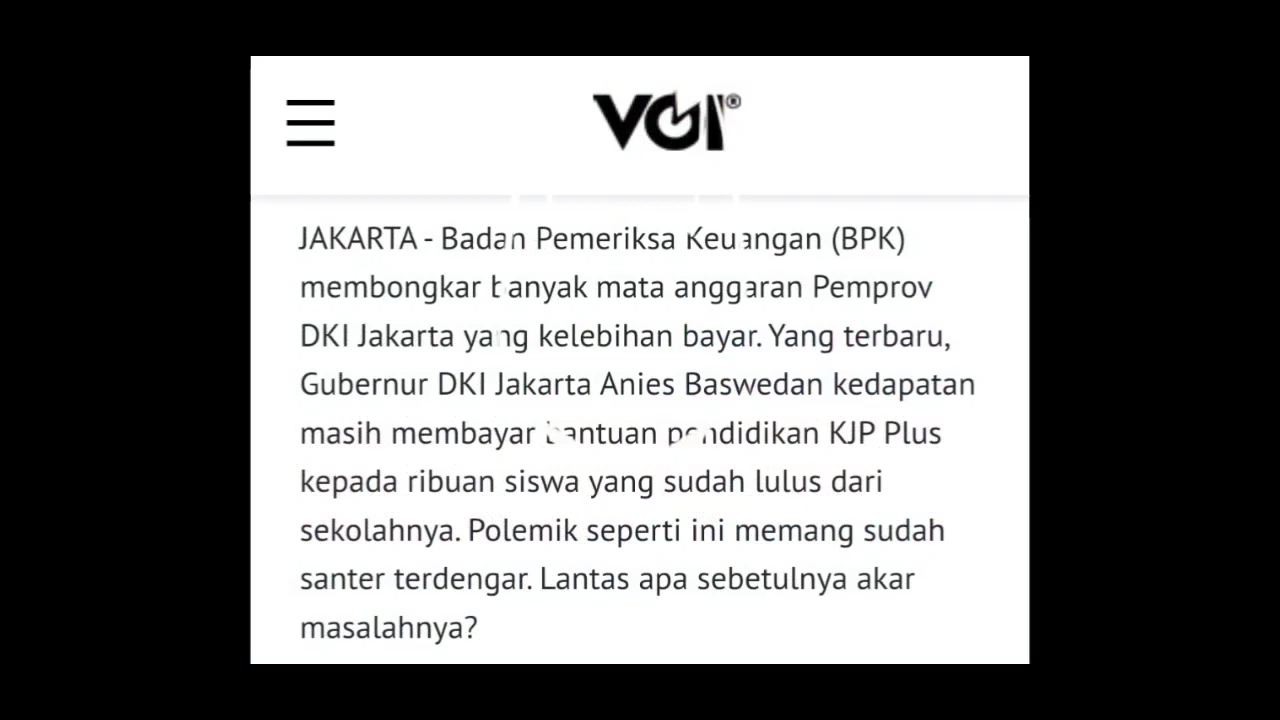 VOI®
JAKARTA - Badan Pemeriksa Keuangan (BPK)
membongkar banyak mata anggaran Pemprov
DKI Jakarta yang kelebihan bayar. Yang terbaru,
Gubernur DKI Jakarta Anies Baswedan kedapatan
masih membayar bantuan pendidikan KJP Plus
kepada ribuan siswa yang sudah lulus dari
sekolahnya. Polemik seperti ini memang sudah
santer terdengar. Lantas apa sebetulnya akar
masalahnya?